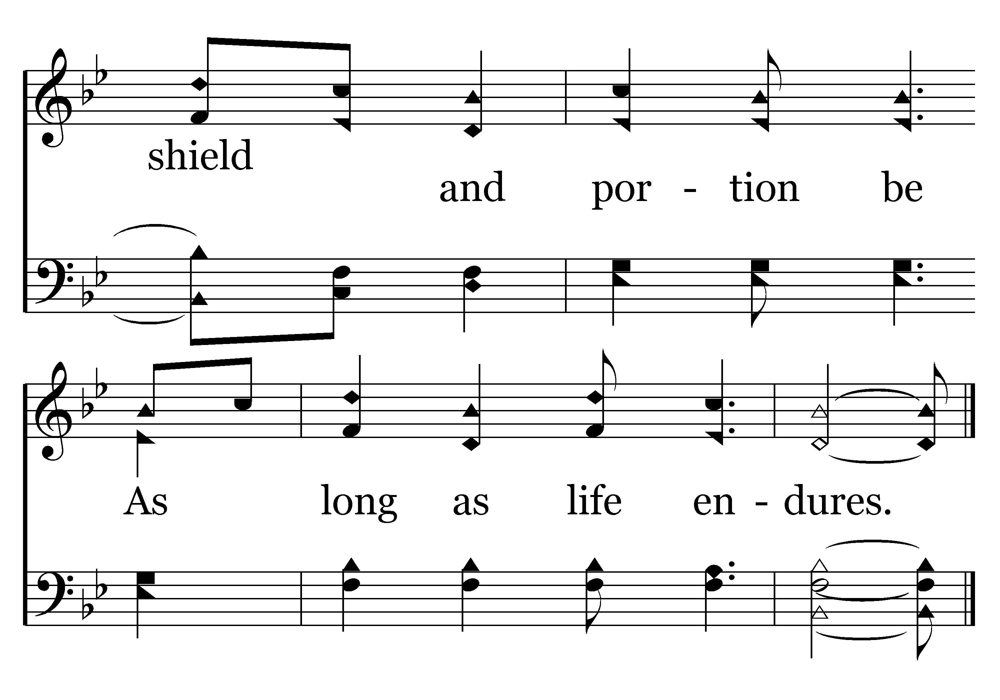 shield
and por - tion be
As long as life en - dures.